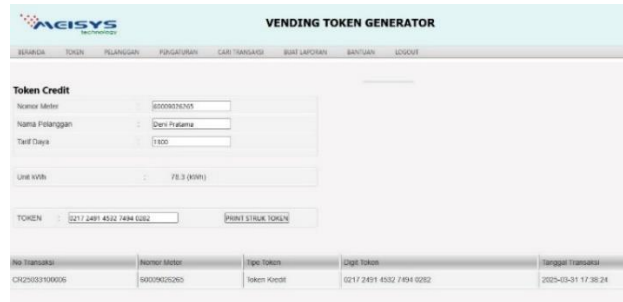 MEISYS
technology
VENDING TOKEN GENERATOR
BERANDA TOKEN PELANGGAN PENGATURAN CARI TRANSAKSI BUAT LAPORAN BANTUAN LOGOUT
Token Credit
Nomor Meter : 60009026265
Nama Pelanggan : Deni Pratama
Tarif Daya : 1300
Unit kWh : 78.3 (kWh)
TOKEN : 0217 2491 4532 7494 0282 PRINT STRUK TOKEN
No Transaksi Nomor Meter Tipe Token Digit Token Tanggal Transaksi
CR25033100006 60009026265 Token Kredit 0217 2491 4532 7494 0282 2025-03-31 17:38:24